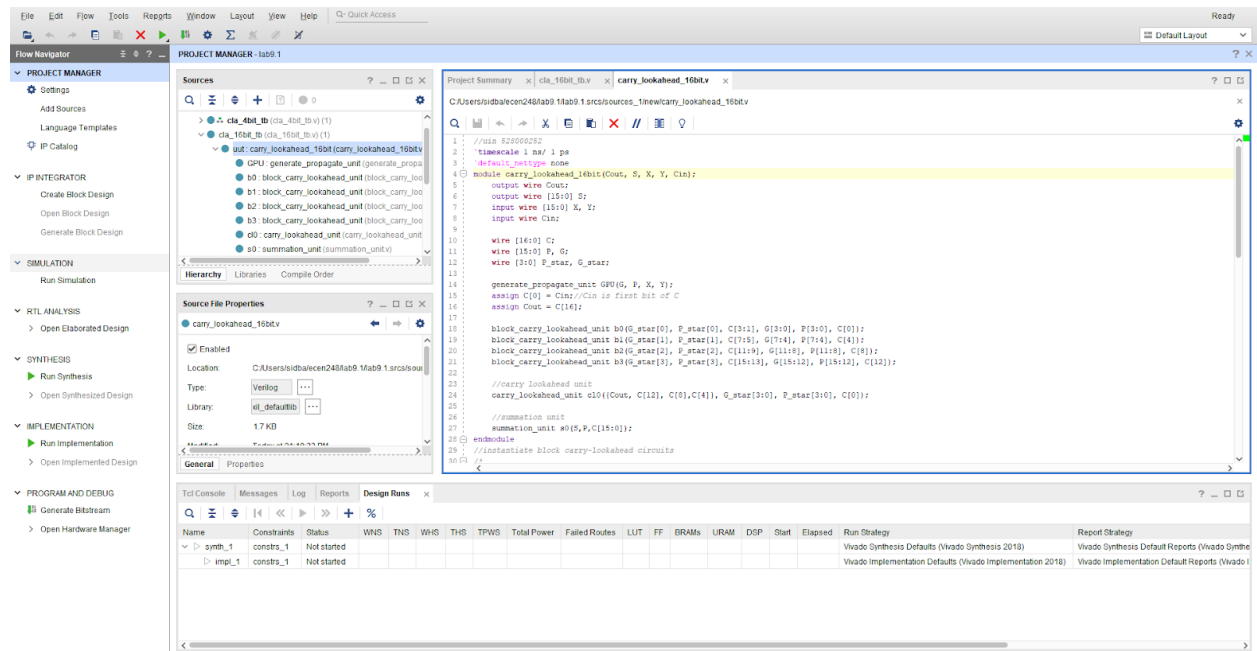 File Edit Flow Tools Reports Window Layout View Help Q- Quick Access Ready
Default Layout
Flow Navigator PROJECT MANAGER - lab9.1
PROJECT MANAGER
Settings
Add Sources
Language Templates
IP Catalog
IP INTEGRATOR
Create Block Design
Open Block Design
Generate Block Design
SIMULATION
Run Simulation
RTL ANALYSIS
Open Elaborated Design
SYNTHESIS
Run Synthesis
Open Synthesized Design
IMPLEMENTATION
Run Implementation
Open Implemented Design
PROGRAM AND DEBUG
Generate Bitstream
Open Hardware Manager
Sources
0
cla_4bit_tb (cla_4bit_tb.v) (1)
cla_16bit_tb (cla_16bit_tb.v) (1)
uut : carry_lookahead_16bit (carry_lookahead_16bit.v
GPU : generate_propagate_unit (generate_propa
b0 : block_carry_lookahead_unit (block_carry_loo
b1 : block_carry_lookahead_unit (block_carry_loo
b2 : block_carry_lookahead_unit (block_carry_loo
b3 : block_carry_lookahead_unit (block_carry_loo
cl0 : carry_lookahead_unit (carry_lookahead_unit
s0 : summation_unit (summation_unit.v)
Hierarchy Libraries Compile Order
Source File Properties
carry_lookahead_16bit.v
Enabled
Location: C:/Users/sidba/ecen248/lab9.1/lab9.1.srcs/sour
Type: Verilog
Library: xil_defaultlib
Size: 1.7 KB
General Properties
Project Summary cla_16bit_tb.v carry_lookahead_16bit.v
C:/Users/sidba/ecen248/lab9.1/lab9.1.srcs/sources_1/new/carry_lookahead_16bit.v
1 //uin 528000252
2 `timescale 1 ns/ 1 ps
3 `default_nettype none
4 module carry_lookahead_16bit(Cout, S, X, Y, Cin);
5 output wire Cout;
6 output wire [15:0] S;
7 input wire [15:0] X, Y;
8 input wire Cin;
9
10 wire [16:0] C;
11 wire [15:0] P, G;
12 wire [3:0] P_star, G_star;
13
14 generate_propagate_unit GPU(G, P, X, Y);
15 assign C[0] = Cin;//Cin is first bit of C
16 assign Cout = C[16];
17
18 block_carry_lookahead_unit b0(G_star[0], P_star[0], C[3:1], G[3:0], P[3:0], C[0]);
19 block_carry_lookahead_unit b1(G_star[1], P_star[1], C[7:5], G[7:4], P[7:4], C[4]);
20 block_carry_lookahead_unit b2(G_star[2], P_star[2], C[11:9], G[11:8], P[11:8], C[8]);
21 block_carry_lookahead_unit b3(G_star[3], P_star[3], C[15:13], G[15:12], P[15:12], C[12]);
22
23 //carry lookahead unit
24 carry_lookahead_unit cl0({Cout, C[12], C[8],C[4]}, G_star[3:0], P_star[3:0], C[0]);
25
26 //summation unit
27 summation_unit s0(S,P,C[15:0]);
28 endmodule
29 //instantiate block carry-lookahead circuits
30 /*
Tcl Console Messages Log Reports Design Runs
Name Constraints Status WNS TNS WHS THS TPWS Total Power Failed Routes LUT FF BRAMs URAM DSP Start Elapsed Run Strategy Report Strategy
synth_1 constrs_1 Not started Vivado Synthesis Defaults (Vivado Synthesis 2018) Vivado Synthesis Default Reports (Vivado Synthe
impl_1 constrs_1 Not started Vivado Implementation Defaults (Vivado Implementation 2018) Vivado Implementation Default Reports (Vivado I